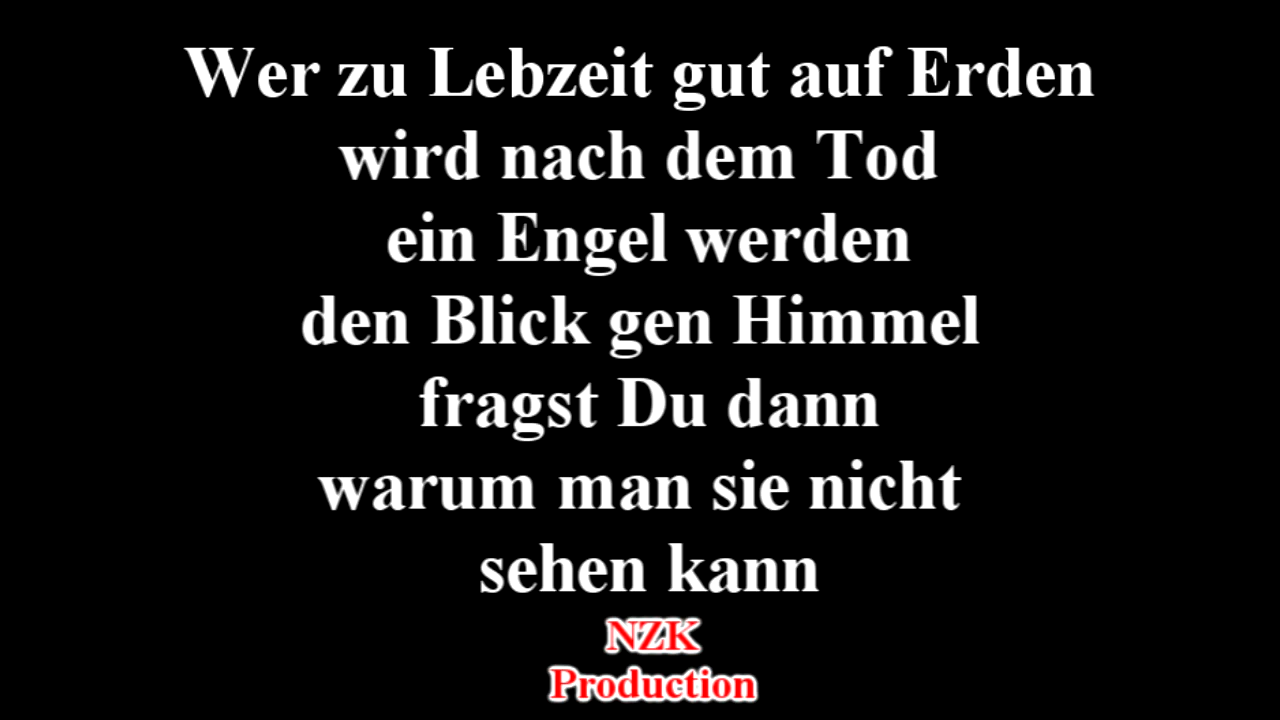 Wer zu Lebzeit gut auf Erden
wird nach dem Tod
ein Engel werden
den Blick gen Himmel
fragst Du dann
warum man sie nicht
sehen kann
NZK
Production